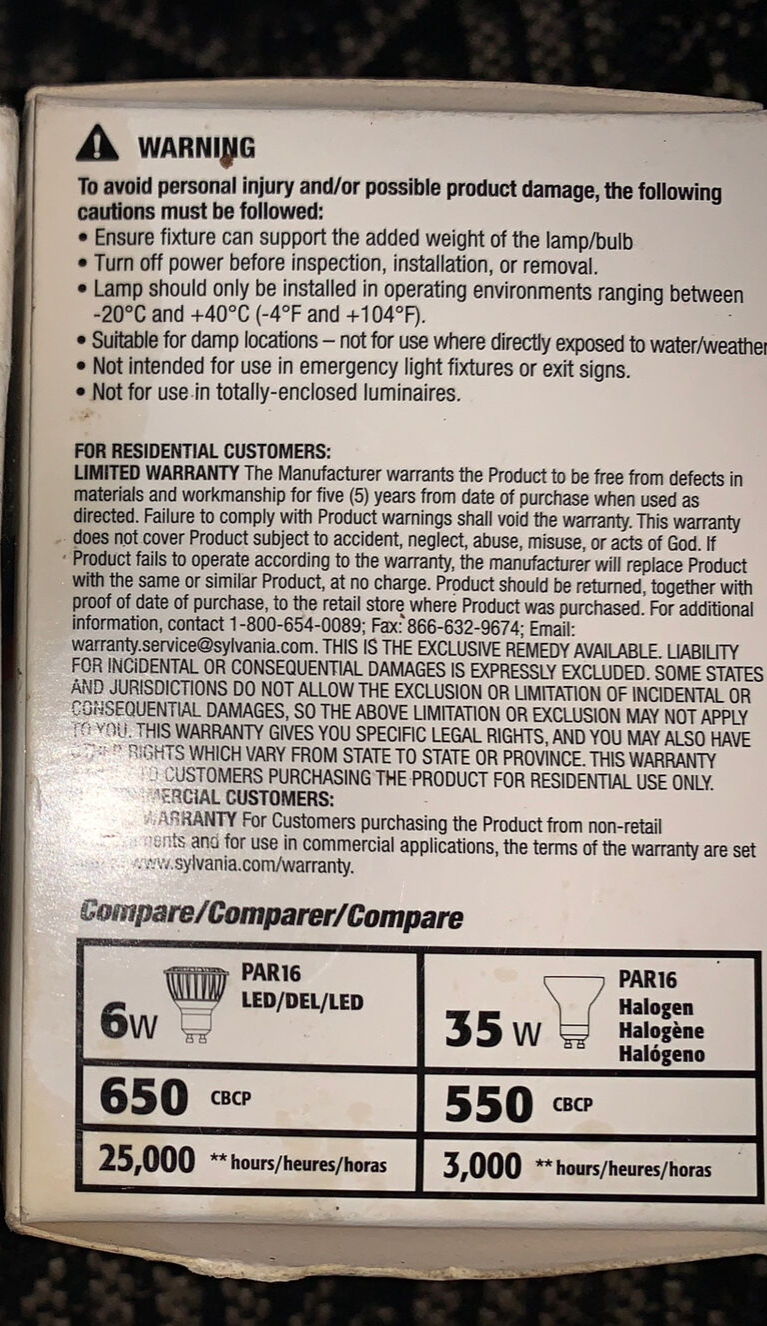 WARNING
To avoid personal injury and/or possible product damage, the following
cautions must be followed:
• Ensure fixture can support the added weight of the lamp/bulb
• Turn off power before inspection, installation, or removal.
• Lamp should only be installed in operating environments ranging between
-20°C and +40°C (-4°F and +104°F).
• Suitable for damp locations – not for use where directly exposed to water/weather
• Not intended for use in emergency light fixtures or exit signs.
• Not for use in totally-enclosed luminaires.
FOR RESIDENTIAL CUSTOMERS:
LIMITED WARRANTY The Manufacturer warrants the Product to be free from defects in
materials and workmanship for five (5) years from date of purchase when used as
directed. Failure to comply with Product warnings shall void the warranty. This warranty
does not cover Product subject to accident, neglect, abuse, misuse, or acts of God. If
Product fails to operate according to the warranty, the manufacturer will replace Product
with the same or similar Product, at no charge. Product should be returned, together with
proof of date of purchase, to the retail store where Product was purchased. For additional
information, contact 1-800-654-0089; Fax: 866-632-9674; Email:
warranty.service@sylvania.com. THIS IS THE EXCLUSIVE REMEDY AVAILABLE. LIABILITY
FOR INCIDENTAL OR CONSEQUENTIAL DAMAGES IS EXPRESSLY EXCLUDED. SOME STATES
AND JURISDICTIONS DO NOT ALLOW THE EXCLUSION OR LIMITATION OF INCIDENTAL OR
CONSEQUENTIAL DAMAGES, SO THE ABOVE LIMITATION OR EXCLUSION MAY NOT APPLY
TO YOU. THIS WARRANTY GIVES YOU SPECIFIC LEGAL RIGHTS, AND YOU MAY ALSO HAVE
OTHER RIGHTS WHICH VARY FROM STATE TO STATE OR PROVINCE. THIS WARRANTY
CUSTOMERS PURCHASING THE PRODUCT FOR RESIDENTIAL USE ONLY.
CUSTOMERS:
WARRANTY For Customers purchasing the Product from non-retail
and for use in commercial applications, the terms of the warranty are set
www.sylvania.com/warranty.
Compare/Comparer/Compare
6W PAR16
LED/DEL/LED
35 W PAR16
Halogen
Halogène
Halógeno
650 CBCP
550 CBCP
25,000 **hours/heures/horas
3,000 **hours/heures/horas